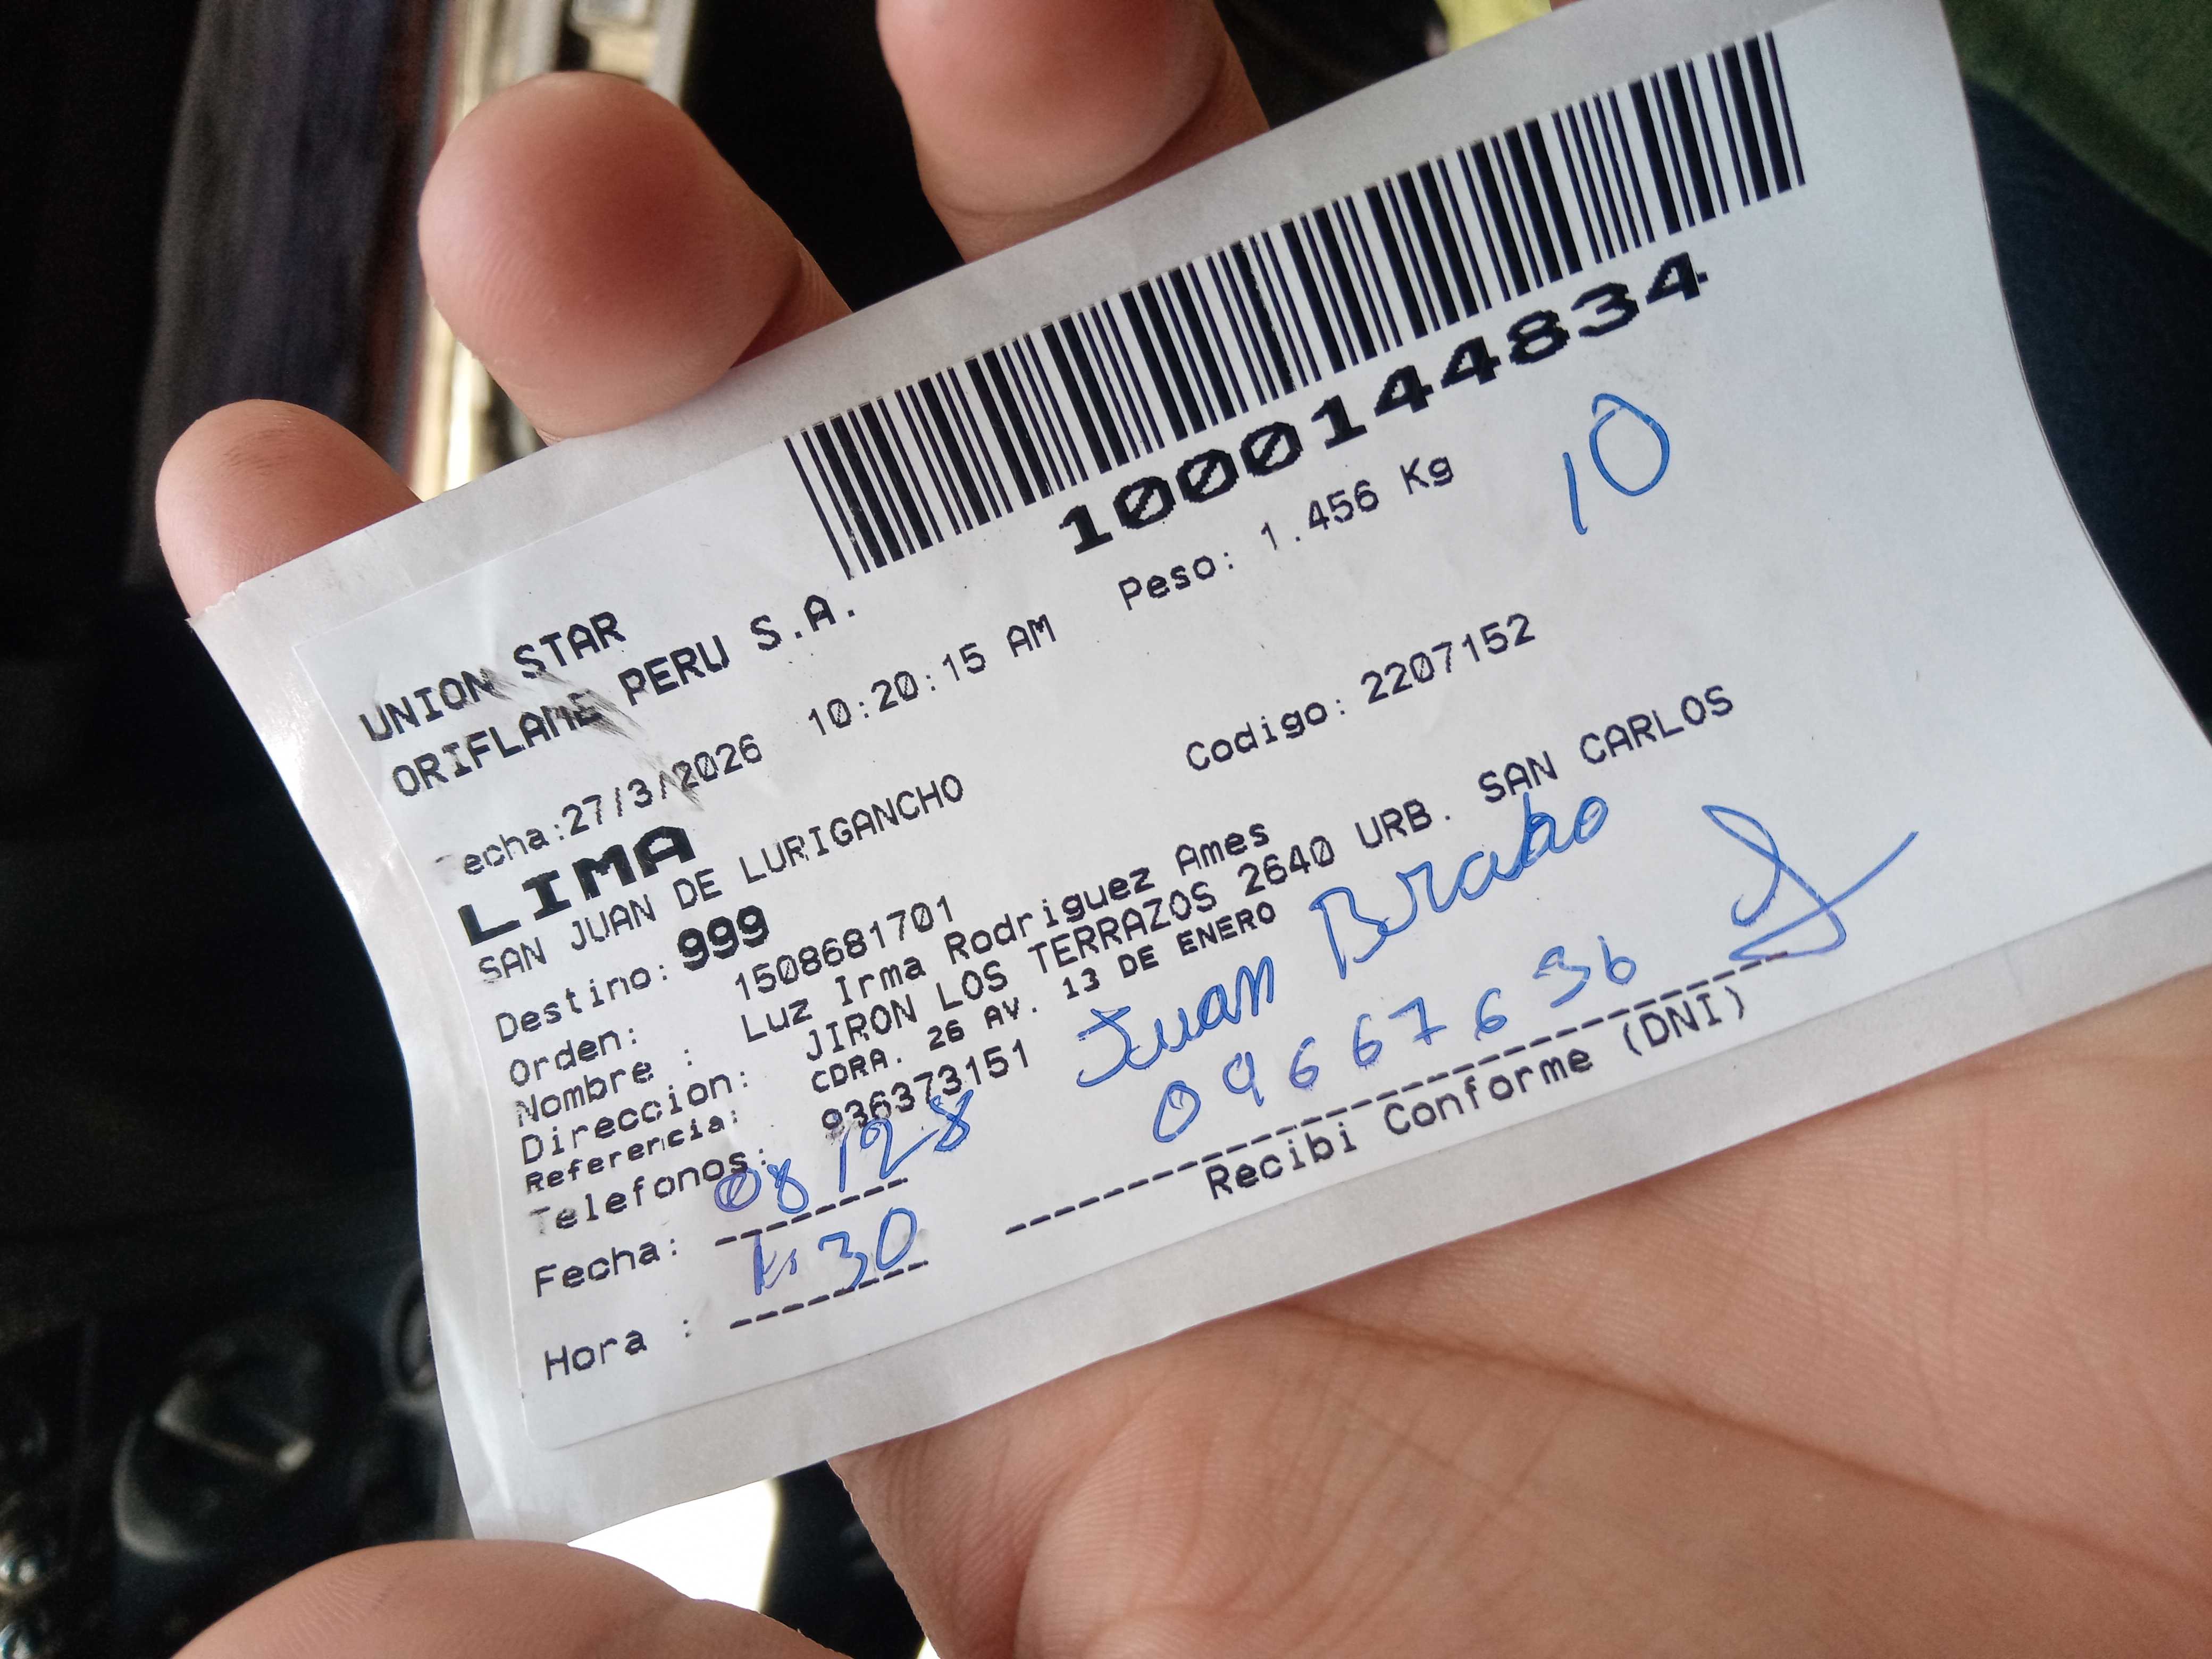 1000144834
UNION STAR
ORIFLAME PERU S.A.
10
Fecha:27/3/2026 10:20:15 AM Peso: 1.456 Kg
LIMA
SAN JUAN DE LURIGANCHO Codigo: 2207152
Destino: 999
Orden: 1508681701
Nombre : Luz Irma Rodriguez Ames
Direccion: JIRON LOS TERRAZOS 2640 URB. SAN CARLOS
Referencia: CDRA. 26 AV. 13 DE ENERO
Telefonos: 936373151
Juan Brabo
09667636
Fecha: 08/28
Hora : 30
Recibi Conforme (DNI)